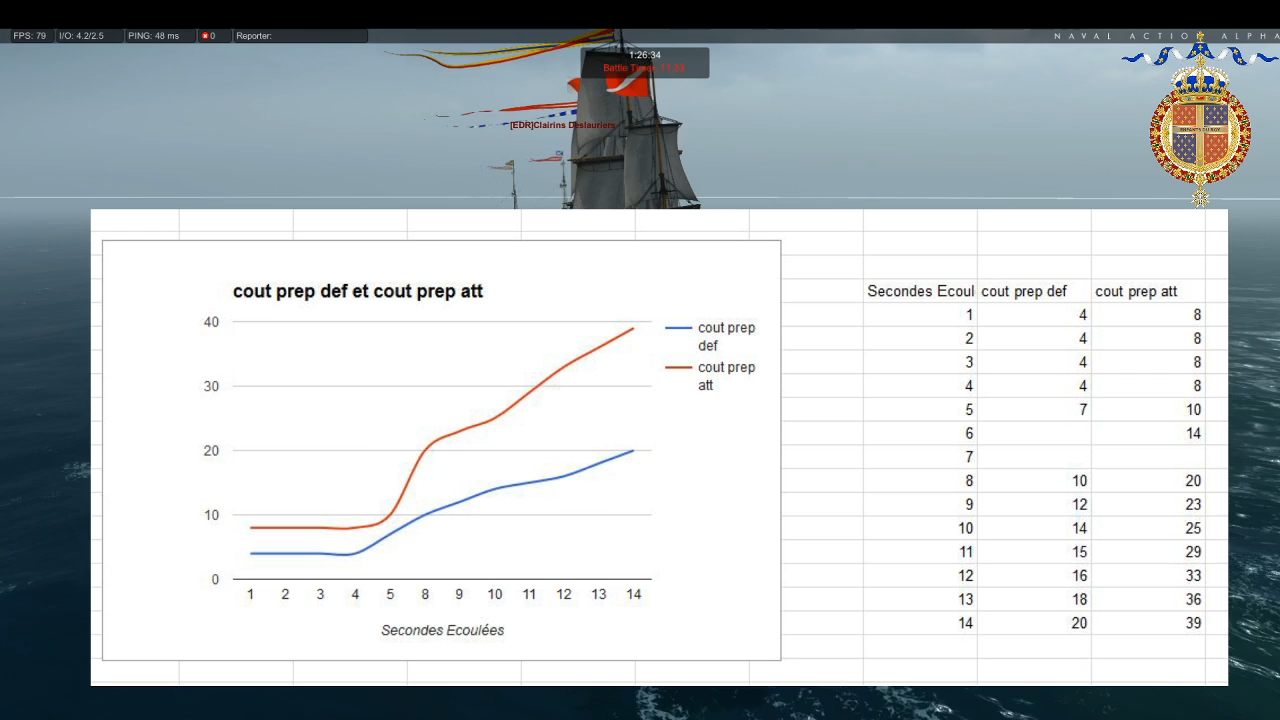 FPS: 79 I/O: 4.2/2.5 PING: 48 ms 0 Reporter:
NAVAL ACTION ALPHA
1:26:34
Battle Timer
[EDR]Clairins Deslauriers
ENFANTS DU ROY
cout prep def et cout prep att
40
30
20
10
0
1 2 3 4 5 8 9 10 11 12 13 14
Secondes Ecoulées
cout prep
def
cout prep
att
Secondes Ecoul cout prep def cout prep att
1 4 8
2 4 8
3 4 8
4 4 8
5 7 10
6 14
7
8 10 20
9 12 23
10 14 25
11 15 29
12 16 33
13 18 36
14 20 39